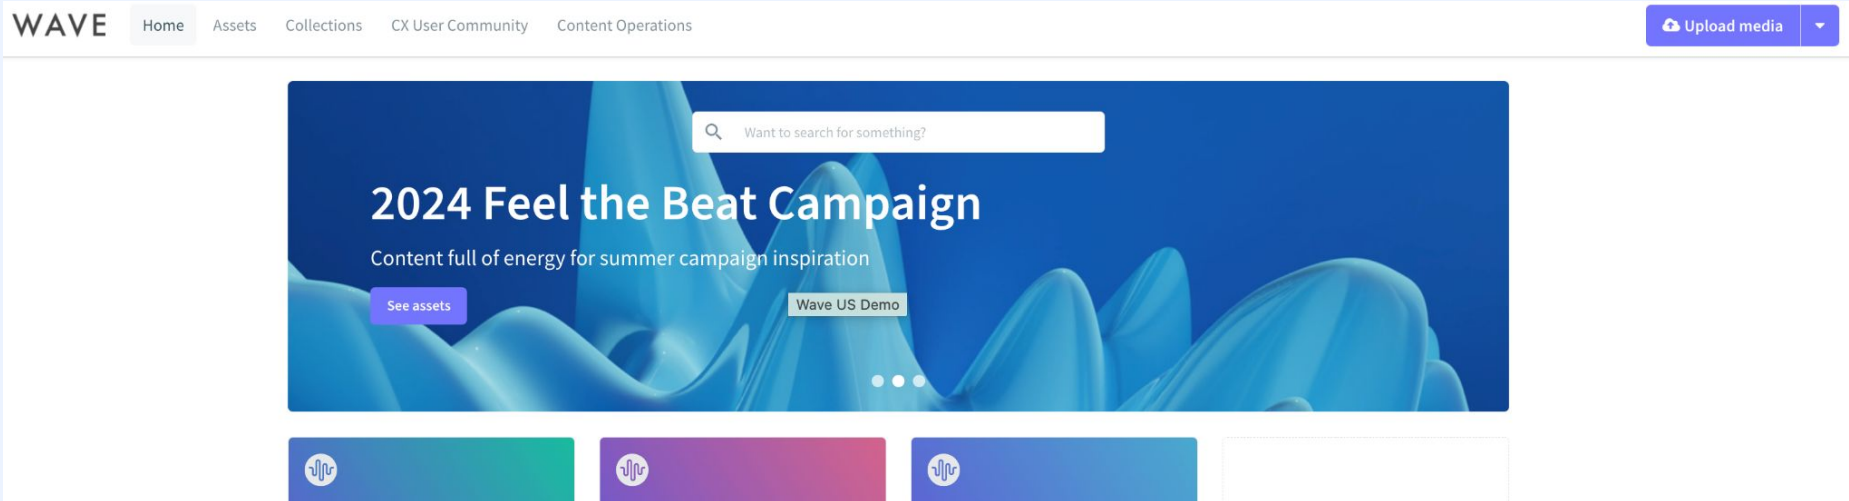 WAVE Home Assets Collections CX User Community Content Operations Upload media
Want to search for something?
2024 Feel the Beat Campaign
Content full of energy for summer campaign inspiration
See assets
Wave US Demo